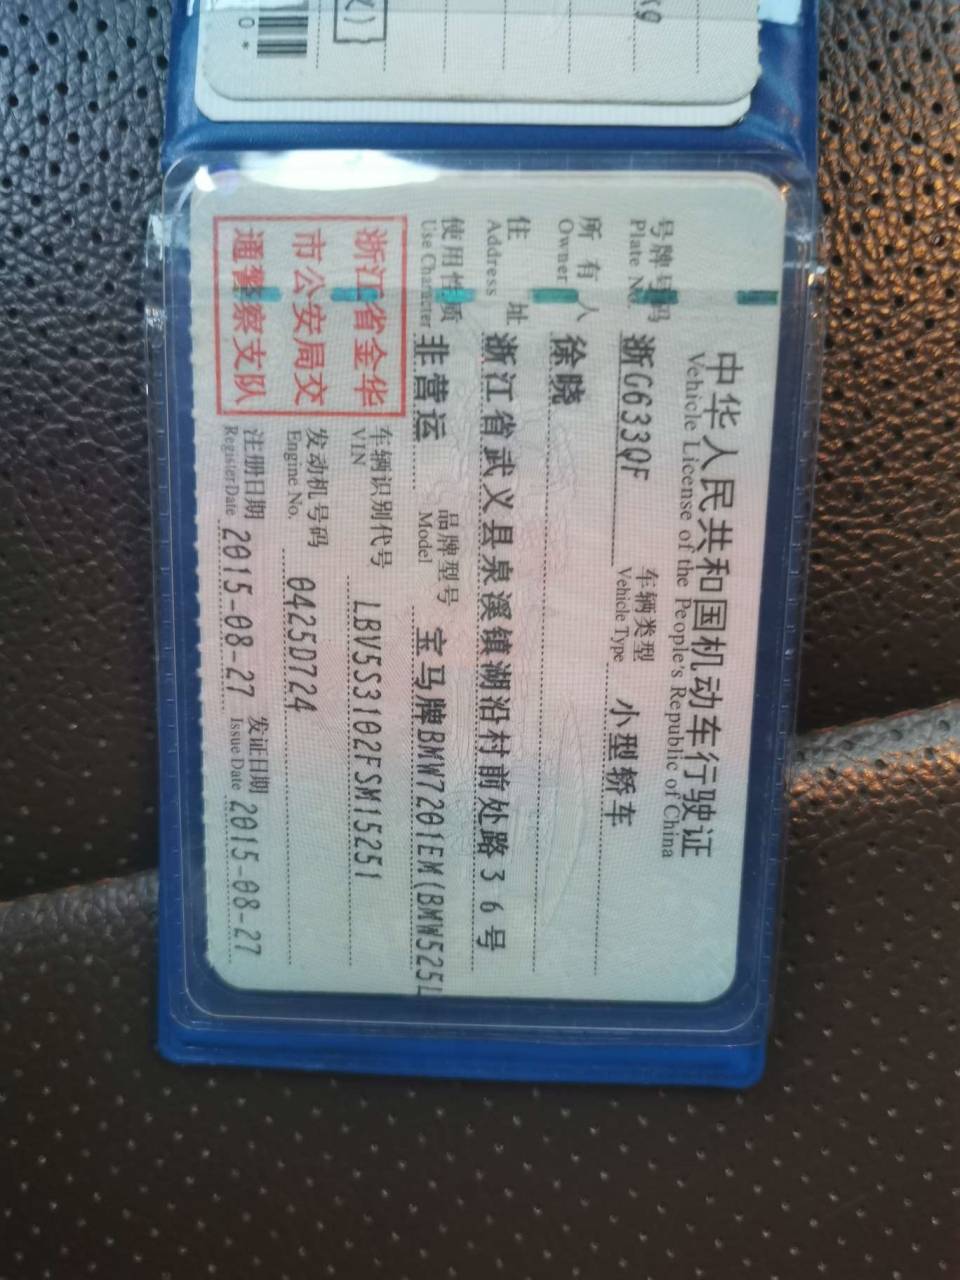 中华人民共和国机动车行驶证
Vehicle License of the People's Republic of China
号牌号码 浙G633QF 车辆类型 小型轿车
Plate No. Vehicle Type
所有人 徐晓
Owner
住址 浙江省武义县泉溪镇湖沿村前处路36号
Address
使用性质 非营运 品牌型号 宝马牌BMW7201EM(BMW525L
Use Character Model
浙江省金华
市公安局交
通警察支队
车辆识别代号 LBV5S3102FSM15251
VIN
发动机号码 0425D724
Engine No.
注册日期 2015-08-27 发证日期 2015-08-27
Register Date Issue Date